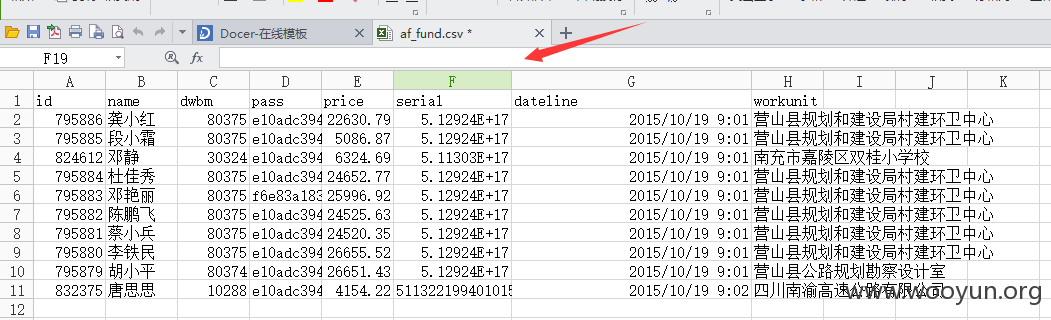 Docer-在线模板 af_fund.csv *
F19 fx
A B C D E F G H I J K
1 id name dwbm pass price serial dateline workunit
2 795886 龚小红 80375 e10adc394 22630.79 5.12924E+17 2015/10/19 9:01 营山县规划和建设局村建环卫中心
3 795885 段小霜 80375 e10adc394 5086.87 5.12924E+17 2015/10/19 9:01 营山县规划和建设局村建环卫中心
4 824612 邓静 30324 e10adc394 6324.69 5.11303E+17 2015/10/19 9:01 南充市嘉陵区双桂小学校
5 795884 杜佳秀 80375 e10adc394 24652.77 5.12924E+17 2015/10/19 9:01 营山县规划和建设局村建环卫中心
6 795883 邓艳丽 80375 f6e83a183 25996.92 5.12924E+17 2015/10/19 9:01 营山县规划和建设局村建环卫中心
7 795882 陈鹏飞 80375 e10adc394 24525.63 5.12924E+17 2015/10/19 9:01 营山县规划和建设局村建环卫中心
8 795881 蔡小兵 80375 e10adc394 24520.35 5.12924E+17 2015/10/19 9:01 营山县规划和建设局村建环卫中心
9 795880 李铁民 80375 e10adc394 26655.52 5.12924E+17 2015/10/19 9:01 营山县规划和建设局村建环卫中心
10 795879 胡小平 80374 e10adc394 26651.43 5.12924E+17 2015/10/19 9:01 营山县公路规划勘察设计室
11 832375 唐思思 10288 e10adc394 4154.22 511322199401015 2015/10/19 9:02 四川南渝高速公路有限公司
12
www.wooyun.org